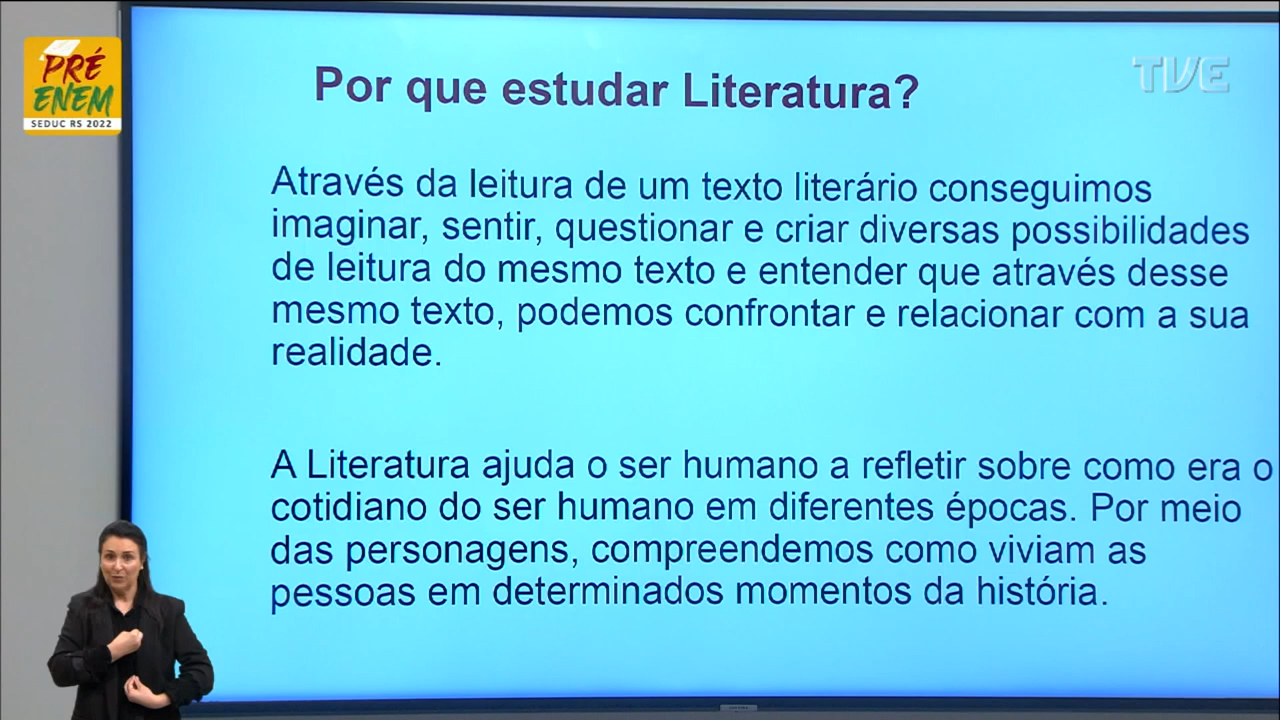 PRÉ
ENEM
SEDUC RS 2022
TVE
Por que estudar Literatura?
Através da leitura de um texto literário conseguimos
imaginar, sentir, questionar e criar diversas possibilidades
de leitura do mesmo texto e entender que através desse
mesmo texto, podemos confrontar e relacionar com a sua
realidade.
A Literatura ajuda o ser humano a refletir sobre como era o
cotidiano do ser humano em diferentes épocas. Por meio
das personagens, compreendemos como viviam as
pessoas em determinados momentos da história.